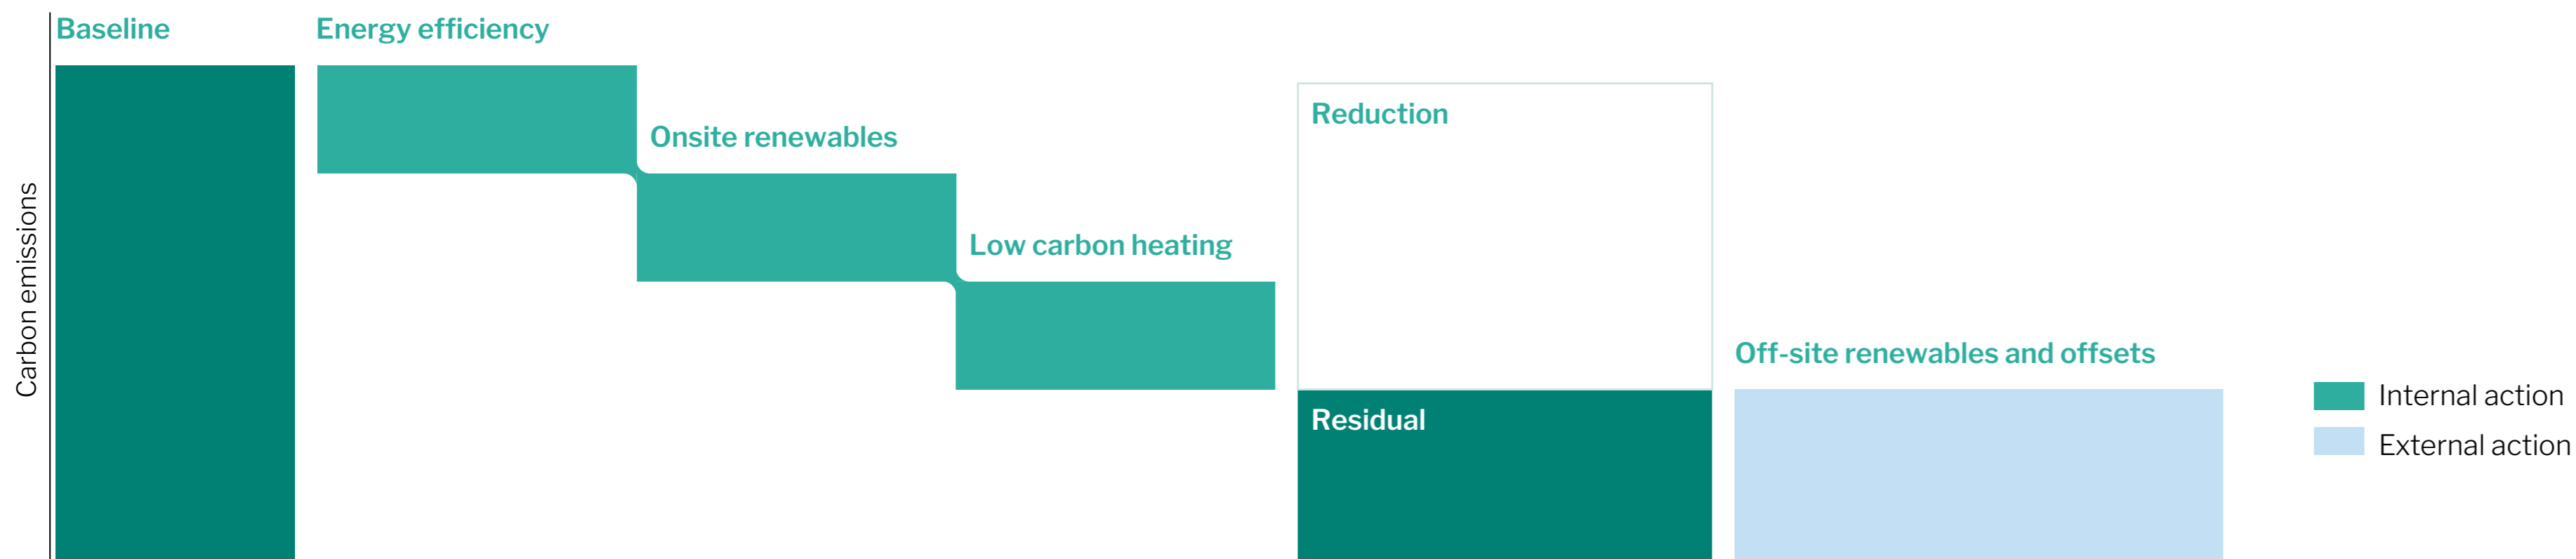 Baseline
Energy efficiency
Onsite renewables
Low carbon heating
Reduction
Residual
Off-site renewables and offsets
Carbon emissions
Internal action
External action